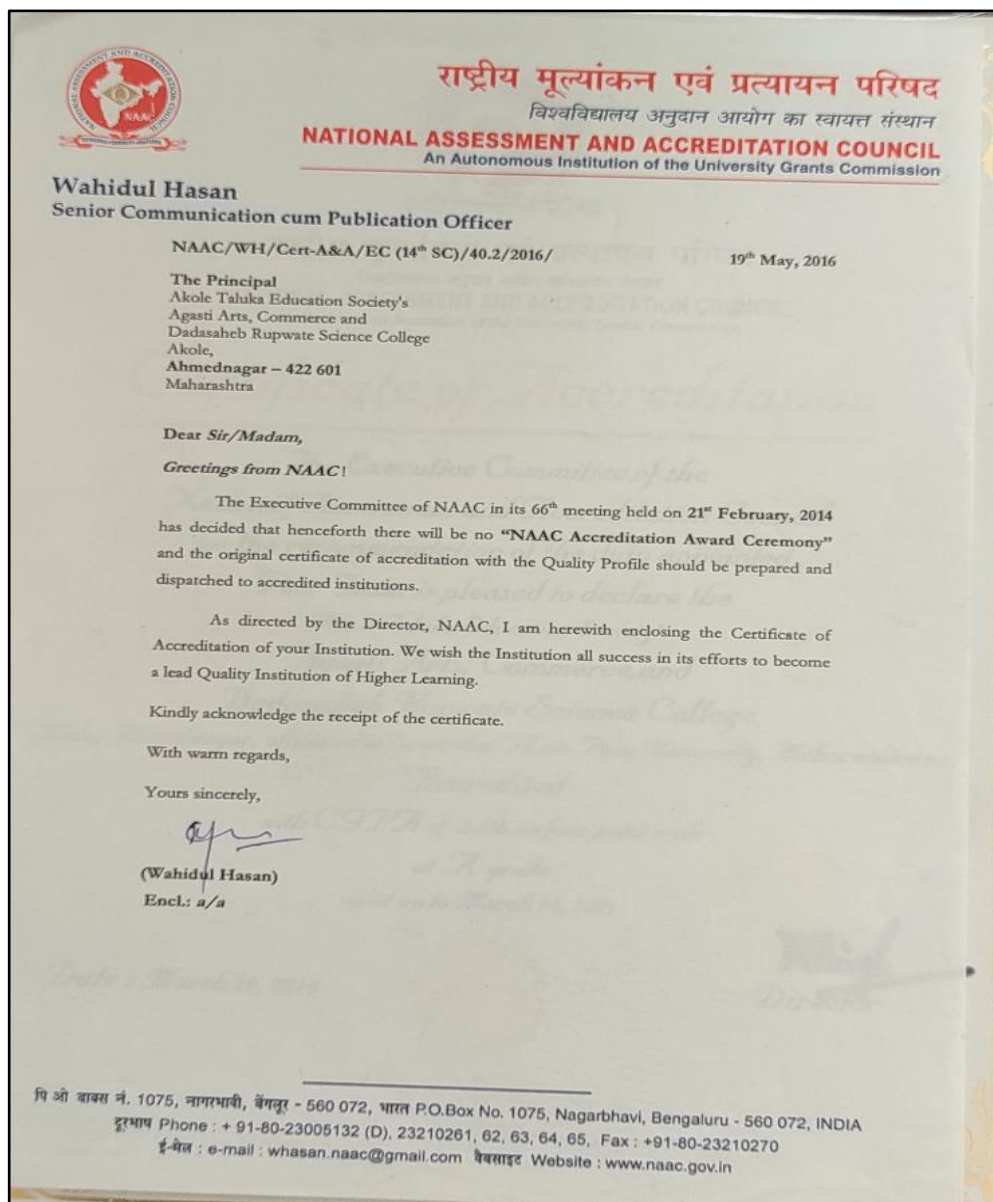 NATIONAL ASSESSMENT AND ACCREDITATION COUNCIL
NAAC
राष्ट्रीय मूल्यांकन एवं प्रत्यायन परिषद
विश्वविद्यालय अनुदान आयोग का स्वायत्त संस्थान
NATIONAL ASSESSMENT AND ACCREDITATION COUNCIL
An Autonomous Institution of the University Grants Commission
Wahidul Hasan
Senior Communication cum Publication Officer
NAAC/WH/Cert-A&A/EC (14th SC)/40.2/2016/
19th May, 2016
The Principal
Akole Taluka Education Society's
Agasti Arts, Commerce and
Dadasaheb Rupwate Science College
Akole,
Ahmednagar – 422 601
Maharashtra
Dear Sir/Madam,
Greetings from NAAC!
The Executive Committee of NAAC in its 66th meeting held on 21st February, 2014
has decided that henceforth there will be no “NAAC Accreditation Award Ceremony”
and the original certificate of accreditation with the Quality Profile should be prepared and
dispatched to accredited institutions.
As directed by the Director, NAAC, I am herewith enclosing the Certificate of
Accreditation of your Institution. We wish the Institution all success in its efforts to become
a lead Quality Institution of Higher Learning.
Kindly acknowledge the receipt of the certificate.
With warm regards,
Yours sincerely,
(Wahidul Hasan)
Encl.: a/a
Date : March
Director
पि ओ बाक्स नं. 1075, नागरभावी, बेंगलूर - 560 072, भारत P.O.Box No. 1075, Nagarbhavi, Bengaluru - 560 072, INDIA
दूरभाष Phone : + 91-80-23005132 (D), 23210261, 62, 63, 64, 65, Fax : +91-80-23210270
ई-मेल : e-mail : whasan.naac@gmail.com वेबसाइट Website : www.naac.gov.in